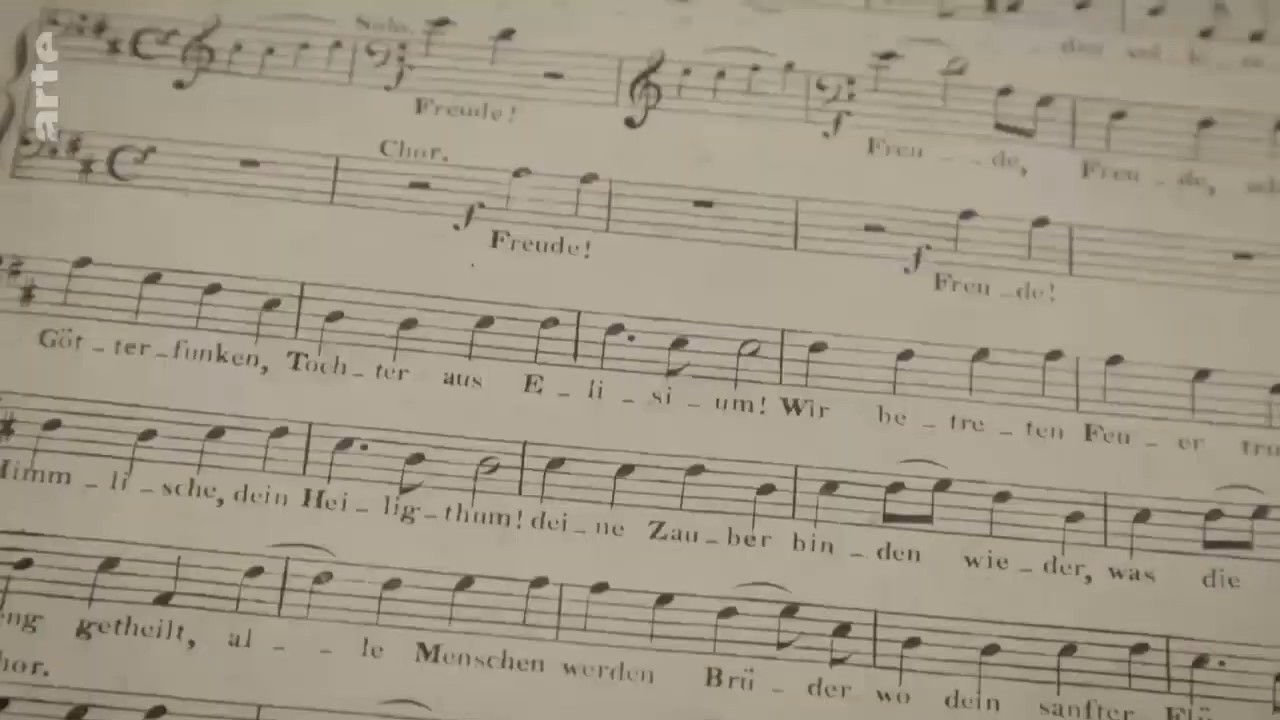 arte
Solo.
Freude!
Freu - - de, Freu - de,
Chor.
Freude!
Freu - de!
Göt - ter - funken, Toch - ter aus E - li - si - um! Wir be - tre - ten Feu - er
Himm - li - sche, dein Hei - lig - thum! dei - ne Zau - ber bin - den wie - der, was die
getheilt, al - - le Menschen werden Brü - der wo dein sanfter